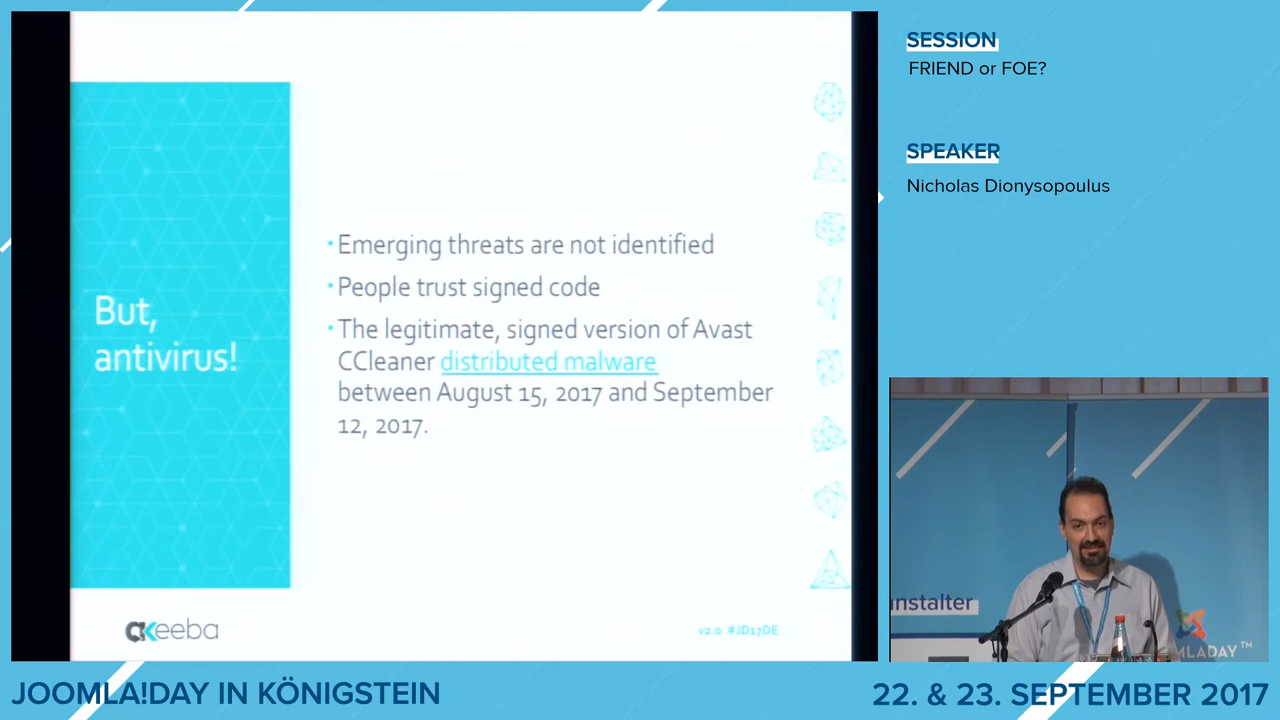 But,
antivirus!
•Emerging threats are not identified
•People trust signed code
•The legitimate, signed version of Avast
CCleaner distributed malware
between August 15, 2017 and September
12, 2017.
akeeba
v2.0 #JD17DE
SESSION
FRIEND or FOE?
SPEAKER
Nicholas Dionysopoulus
nstalter
MLADAY™
JOOMLA!DAY IN KÖNIGSTEIN
22. & 23. SEPTEMBER 2017